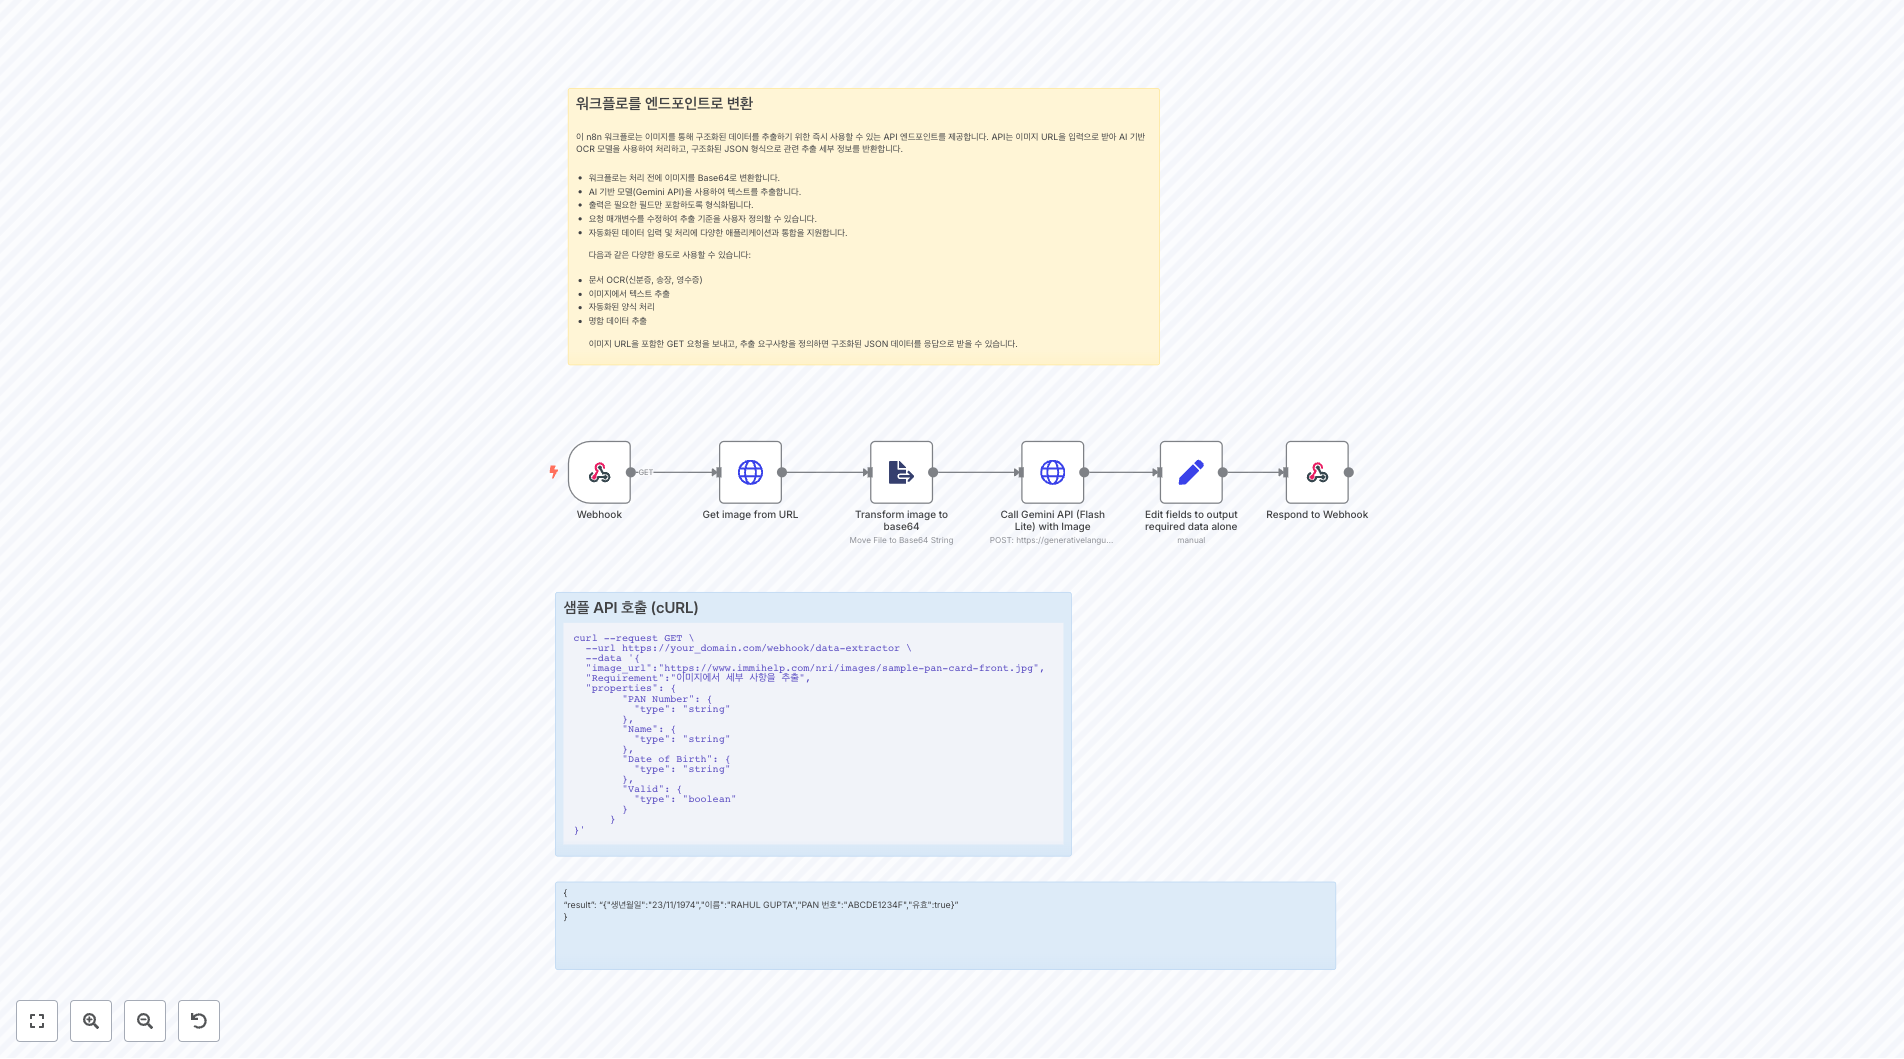 워크플로를 엔드포인트로 변환
이 n8n 워크플로는 이미지를 통해 구조화된 데이터를 추출하기 위한 즉시 사용할 수 있는 API 엔드포인트를 제공합니다. API는 이미지 URL을 입력으로 받아 AI 기반
OCR 모델을 사용하여 처리하고, 구조화된 JSON 형식으로 관련 추출 세부 정보를 반환합니다.
• 워크플로는 처리 전에 이미지를 Base64로 변환합니다.
• AI 기반 모델(Gemini API)을 사용하여 텍스트를 추출합니다.
• 출력은 필요한 필드만 포함하도록 형식화됩니다.
• 요청 매개변수를 수정하여 추출 기준을 사용자 정의할 수 있습니다.
• 자동화된 데이터 입력 및 처리에 다양한 애플리케이션과 통합을 지원합니다.
다음과 같은 다양한 용도로 사용할 수 있습니다:
• 문서 OCR(신분증, 송장, 영수증)
• 이미지에서 텍스트 추출
• 자동화된 양식 처리
• 명함 데이터 추출
이미지 URL을 포함한 GET 요청을 보내고, 추출 요구사항을 정의하면 구조화된 JSON 데이터를 응답으로 받을 수 있습니다.
GET
Webhook
Get image from URL
Transform image to
base64
Move File to Base64 String
Call Gemini API (Flash
Lite) with Image
POST: https://generativelangu...
Edit fields to output
required data alone
manual
Respond to Webhook
샘플 API 호출 (cURL)
curl --request GET \
--url https://your_domain.com/webhook/data-extractor \
--data '{
"image_url":"https://www.immihelp.com/nri/images/sample-pan-card-front.jpg",
"Requirement":"이미지에서 세부 사항을 추출",
"properties": {
"PAN Number": {
"type": "string"
},
"Name": {
"type": "string"
},
"Date of Birth": {
"type": "string"
},
"Valid": {
"type": "boolean"
}
}
}'
{
“result”: “{"생년월일":"23/11/1974","이름":"RAHUL GUPTA","PAN 번호":"ABCDE1234F","유효":true}”
}